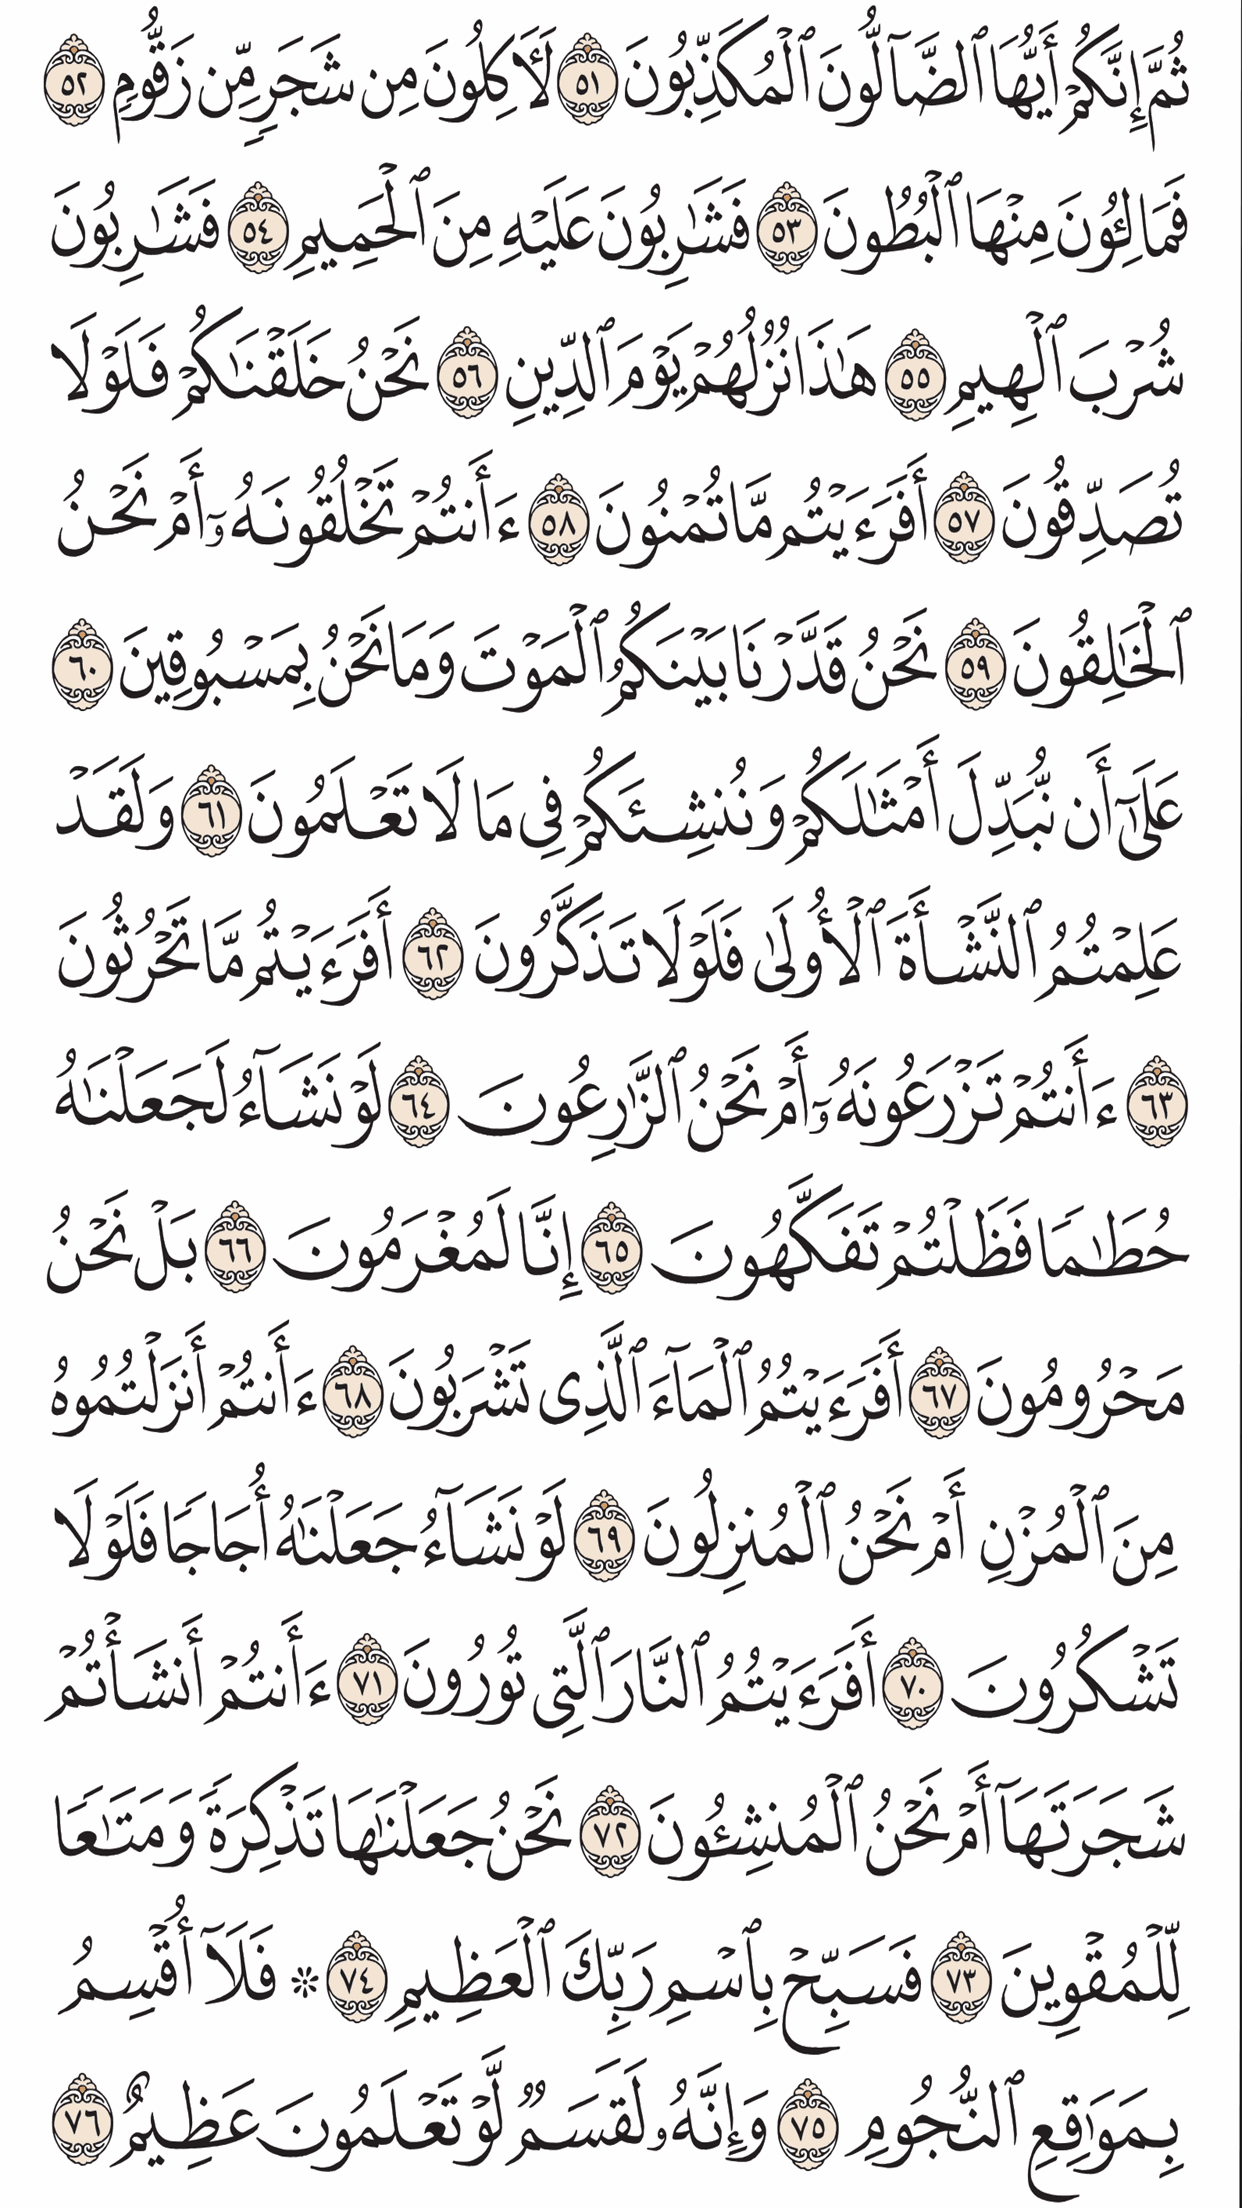 ثُمَّ إِنَّكُمۡ أَيُّهَا ٱلضَّآلُّونَ ٱلۡمُكَذِّبُونَ ٥١ لَأٓكِلُونَ مِن شَجَرٖ مِّن زَقُّومٖ ٥٢
فَمَالِـُٔونَ مِنۡهَا ٱلۡبُطُونَ ٥٣ فَشَٰرِبُونَ عَلَيۡهِ مِنَ ٱلۡحَمِيمِ ٥٤ فَشَٰرِبُونَ
شُرۡبَ ٱلۡهِيمِ ٥٥ هَٰذَا نُزُلُهُمۡ يَوۡمَ ٱلدِّينِ ٥٦ نَحۡنُ خَلَقۡنَٰكُمۡ فَلَوۡلَا
تُصَدِّقُونَ ٥٧ أَفَرَءَيۡتُم مَّا تُمۡنُونَ ٥٨ ءَأَنتُمۡ تَخۡلُقُونَهُۥٓ أَمۡ نَحۡنُ
ٱلۡخَٰلِقُونَ ٥٩ نَحۡنُ قَدَّرۡنَا بَيۡنَكُمُ ٱلۡمَوۡتَ وَمَا نَحۡنُ بِمَسۡبُوقِينَ ٦٠
عَلَىٰٓ أَن نُّبَدِّلَ أَمۡثَٰلَكُمۡ وَنُنشِئَكُمۡ فِي مَا لَا تَعۡلَمُونَ ٦١ وَلَقَدۡ
عَلِمۡتُمُ ٱلنَّشۡأَةَ ٱلۡأُولَىٰ فَلَوۡلَا تَذَكَّرُونَ ٦٢ أَفَرَءَيۡتُم مَّا تَحۡرُثُونَ
٦٣ ءَأَنتُمۡ تَزۡرَعُونَهُۥٓ أَمۡ نَحۡنُ ٱلزَّٰرِعُونَ ٦٤ لَوۡ نَشَآءُ لَجَعَلۡنَٰهُ
حُطَٰمٗا فَظَلۡتُمۡ تَفَكَّهُونَ ٦٥ إِنَّا لَمُغۡرَمُونَ ٦٦ بَلۡ نَحۡنُ
مَحۡرُومُونَ ٦٧ أَفَرَءَيۡتُمُ ٱلۡمَآءَ ٱلَّذِي تَشۡرَبُونَ ٦٨ ءَأَنتُمۡ أَنزَلۡتُمُوهُ
مِنَ ٱلۡمُزۡنِ أَمۡ نَحۡنُ ٱلۡمُنزِلُونَ ٦٩ لَوۡ نَشَآءُ جَعَلۡنَٰهُ أُجَاجٗا فَلَوۡلَا
تَشۡكُرُونَ ٧٠ أَفَرَءَيۡتُمُ ٱلنَّارَ ٱلَّتِي تُورُونَ ٧١ ءَأَنتُمۡ أَنشَأۡتُمۡ
شَجَرَتَهَآ أَمۡ نَحۡنُ ٱلۡمُنشِـُٔونَ ٧٢ نَحۡنُ جَعَلۡنَٰهَا تَذۡكِرَةٗ وَمَتَٰعٗا
لِّلۡمُقۡوِينَ ٧٣ فَسَبِّحۡ بِٱسۡمِ رَبِّكَ ٱلۡعَظِيمِ ٧٤ ۞ فَلَآ أُقۡسِمُ
بِمَوَٰقِعِ ٱلنُّجُومِ ٧٥ وَإِنَّهُۥ لَقَسَمٞ لَّوۡ تَعۡلَمُونَ عَظِيمٌ ٧٦